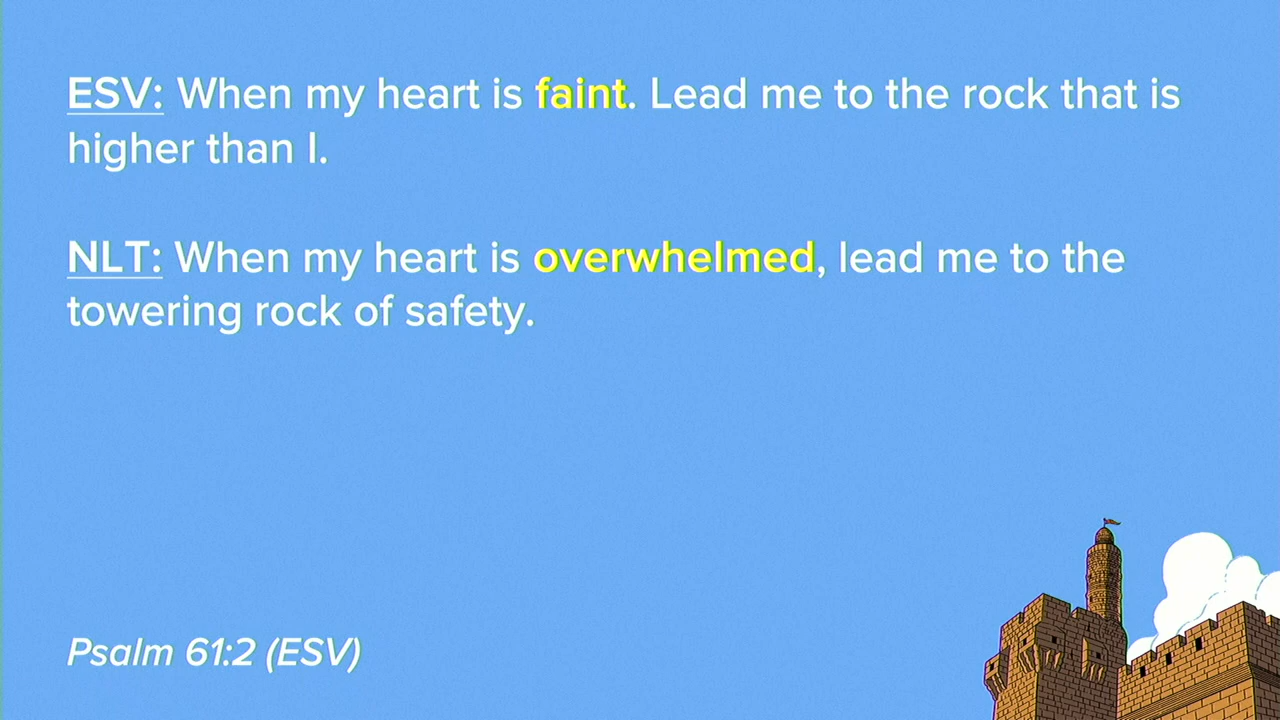 ESV: When my heart is faint. Lead me to the rock that is
higher than I.
NLT: When my heart is overwhelmed, lead me to the
towering rock of safety.
Psalm 61:2 (ESV)